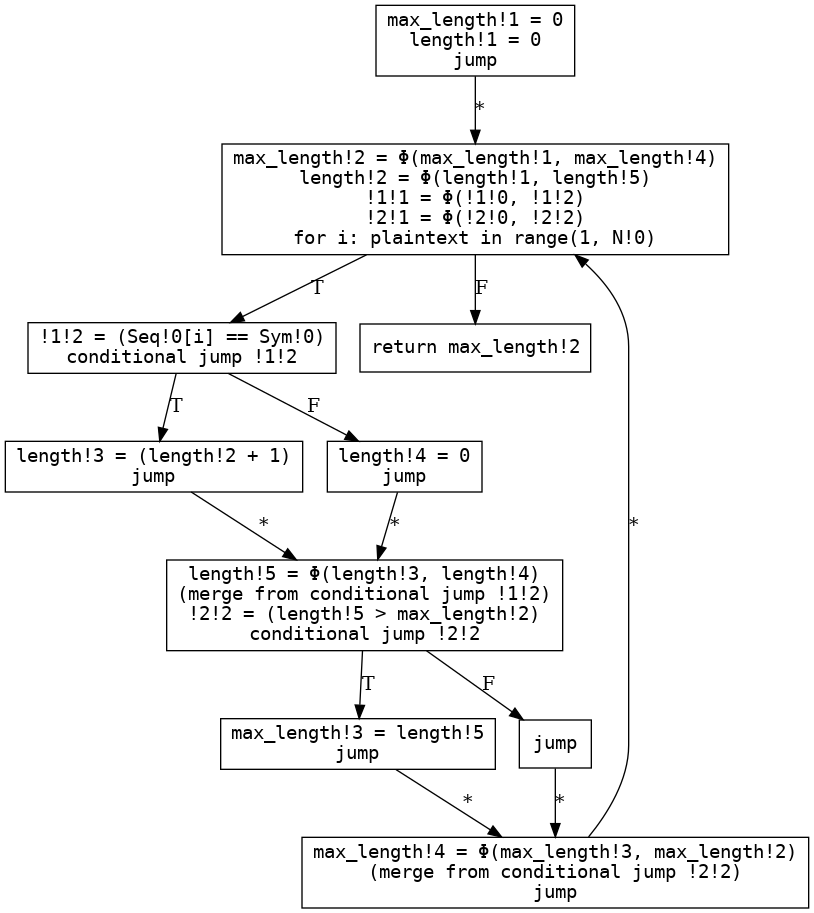 max_length!1 = 0
length!1 = 0
jump
*
max_length!2 = Φ(max_length!1, max_length!4)
length!2 = Φ(length!1, length!5)
!1!1 = Φ(!1!0, !1!2)
!2!1 = Φ(!2!0, !2!2)
for i: plaintext in range(1, N!0)
T
F
!1!2 = (Seq!0[i] == Sym!0)
conditional jump !1!2
return max_length!2
T
F
length!3 = (length!2 + 1)
jump
length!4 = 0
jump
*
*
*
length!5 = Φ(length!3, length!4)
(merge from conditional jump !1!2)
!2!2 = (length!5 > max_length!2)
conditional jump !2!2
T
F
max_length!3 = length!5
jump
jump
*
*
max_length!4 = Φ(max_length!3, max_length!2)
(merge from conditional jump !2!2)
jump